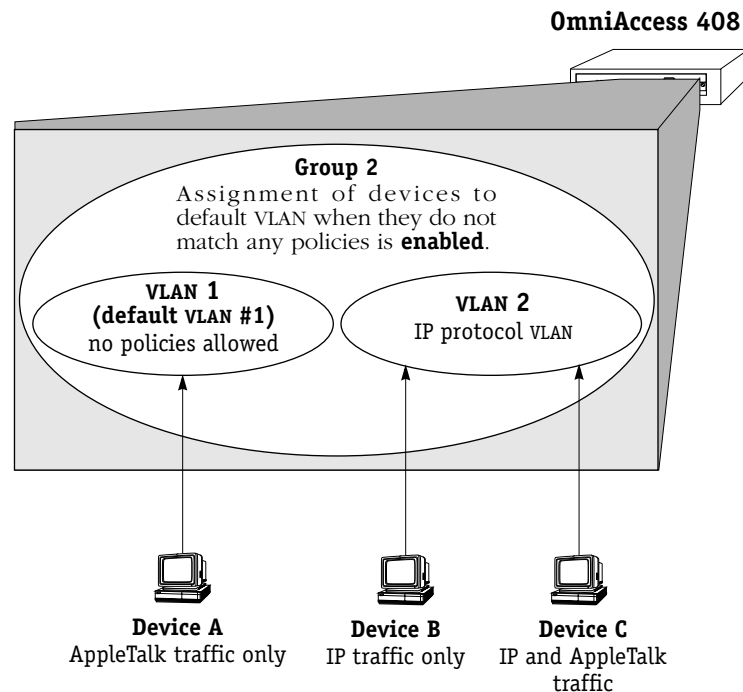 OmniAccess 408
Group 2
Assignment of devices to
default VLAN when they do not
match any policies is enabled.
VLAN 1
(default VLAN #1)
no policies allowed
VLAN 2
IP protocol VLAN
Device A
AppleTalk traffic only
Device B
IP traffic only
Device C
IP and AppleTalk
traffic